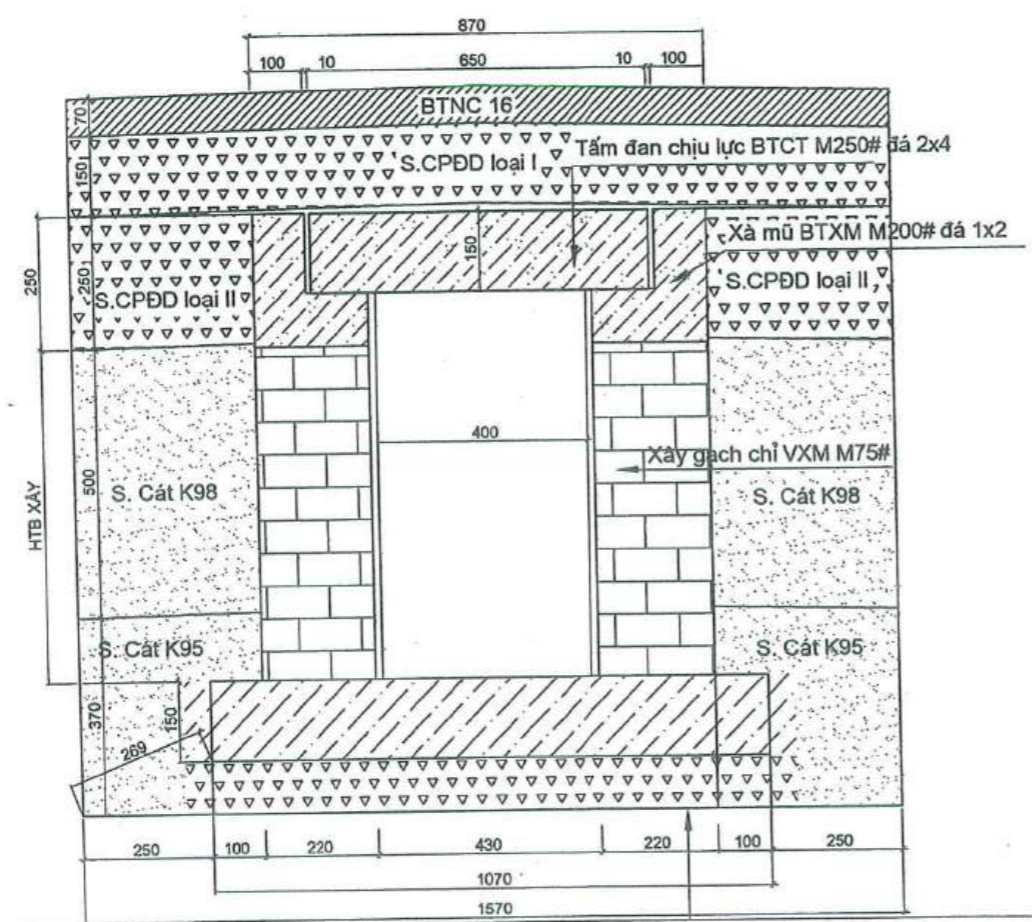 870
100 10 650 10 100
BTNC 16
70
S.CPĐD loại I
Tấm đan chịu lực BTCT M250# đá 2x4
150
Xà mũ BTXM M200# đá 1x2
150
250
250
S.CPĐD loại II
S.CPĐD loại II
400
Xây gạch chỉ VXM M75#
HTB XÂY
500
S. Cát K98
S. Cát K98
S. Cát K95
S. Cát K95
370
150
269
250 100 220 430 220 100 250
1070
1570